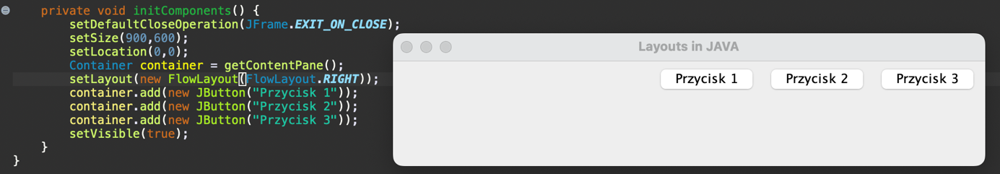 private void initComponents() {
setDefaultCloseOperation(JFrame.EXIT_ON_CLOSE);
setSize(900,600);
setLocation(0,0);
Container container = getContentPane();
setLayout(new FlowLayout(FlowLayout.RIGHT));
container.add(new JButton("Przycisk 1"));
container.add(new JButton("Przycisk 2"));
container.add(new JButton("Przycisk 3"));
setVisible(true);
}
}
Layouts in JAVA
Przycisk 1 Przycisk 2 Przycisk 3